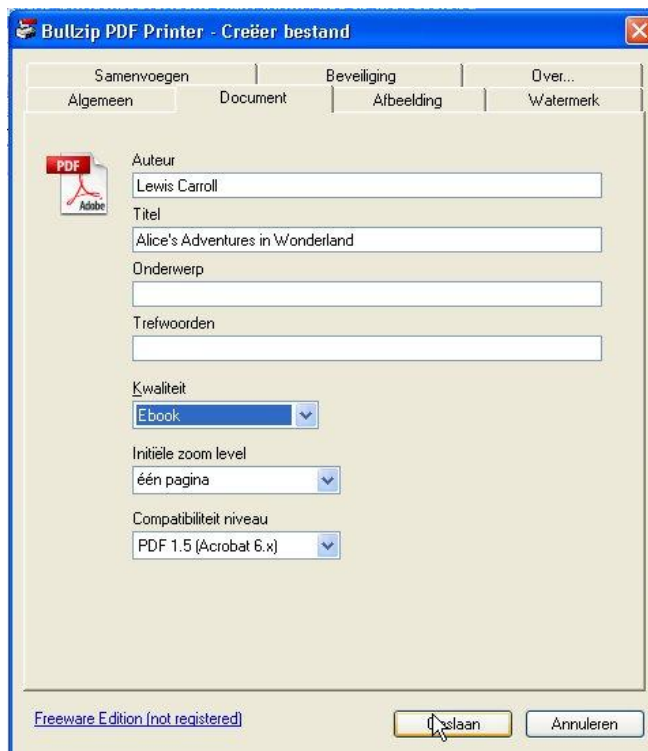 Bullzip PDF Printer - Creëer bestand
Samenvoegen Beveiliging Over...
Algemeen Document Afbeelding Watermerk
PDF
Adobe
Auteur
Lewis Carroll
Titel
Alice's Adventures in Wonderland
Onderwerp
Trefwoorden
Kwaliteit
Ebook
Initiële zoom level
één pagina
Compatibiliteit niveau
PDF 1.5 (Acrobat 6.x)
Freeware Edition (not registered)
Opslaan Annuleren